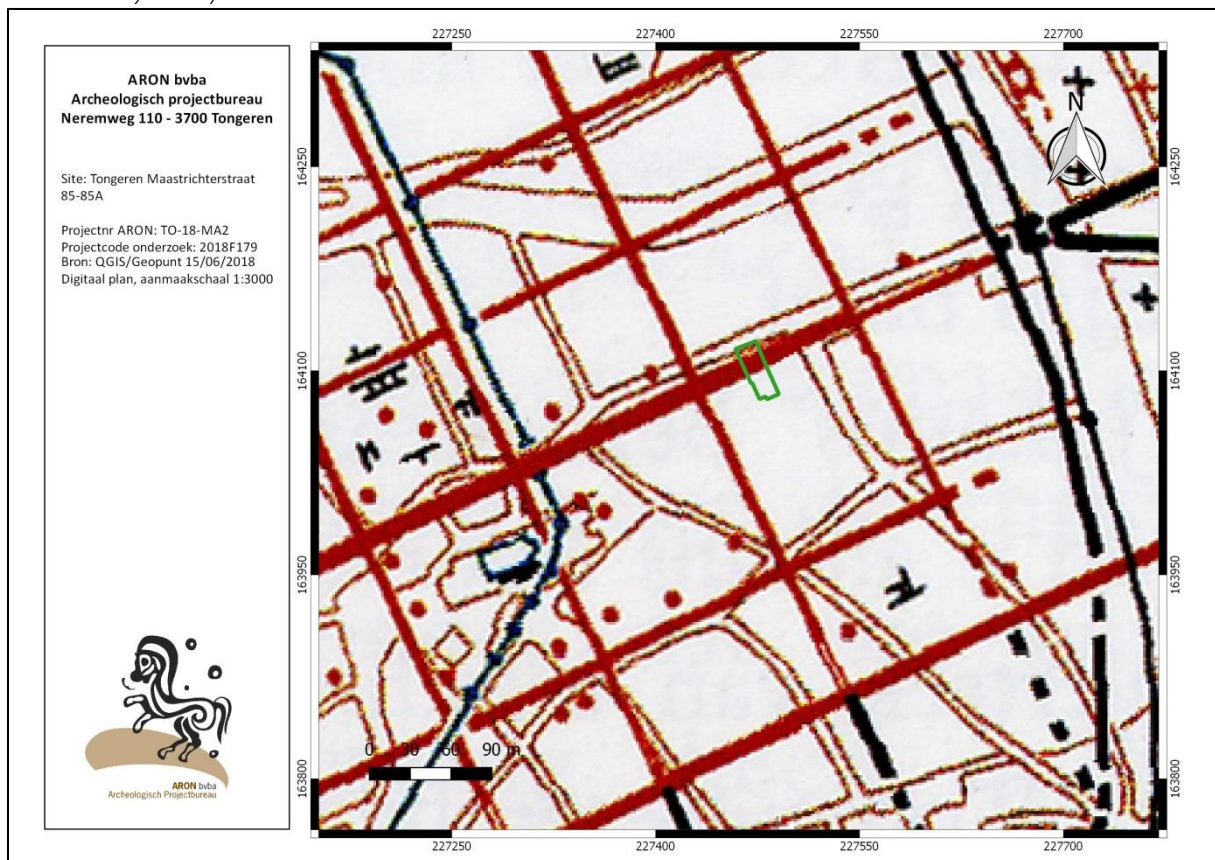 ARON bvba
Archeologisch projectbureau
Neremweg 110 - 3700 Tongeren
Site: Tongeren Maastrichterstraat
85-85A
Projectnr ARON: TO-18-MA2
Projectcode onderzoek: 2018F179
Bron: QGIS/Geopunt 15/06/2018
Digitaal plan, aanmaakschaal 1:3000
ARON bvba
Archeologisch Projectbureau
227250 227400 227550 227700
164250
164100
163950
163800
N
0 30 60 90 m
164250
164100
163950
163800
227250 227400 227550 227700